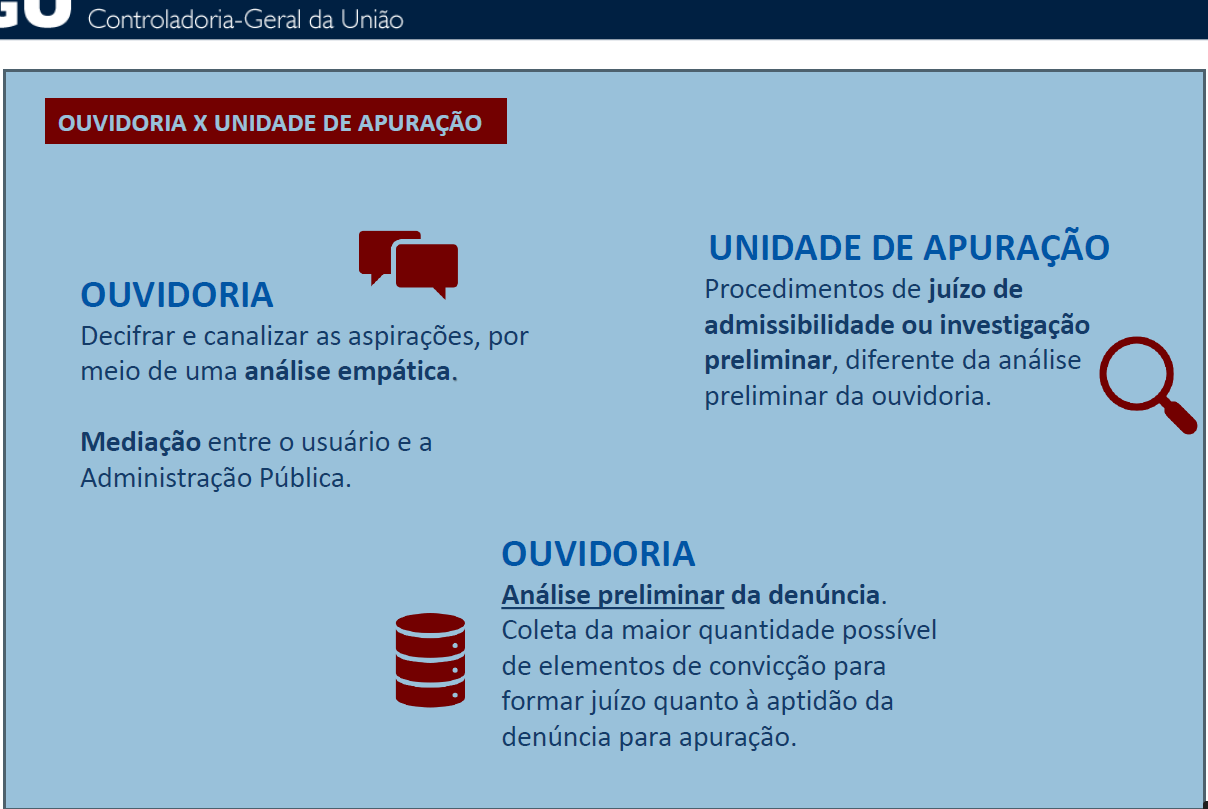 GU Controladoria-Geral da União
OUVIDORIA X UNIDADE DE APURAÇÃO
OUVIDORIA
Decifrar e canalizar as aspirações, por
meio de uma análise empática.
Mediação entre o usuário e a
Administração Pública.
UNIDADE DE APURAÇÃO
Procedimentos de juízo de
admissibilidade ou investigação
preliminar, diferente da análise
preliminar da ouvidoria.
OUVIDORIA
Análise preliminar da denúncia.
Coleta da maior quantidade possível
de elementos de convicção para
formar juízo quanto à aptidão da
denúncia para apuração.